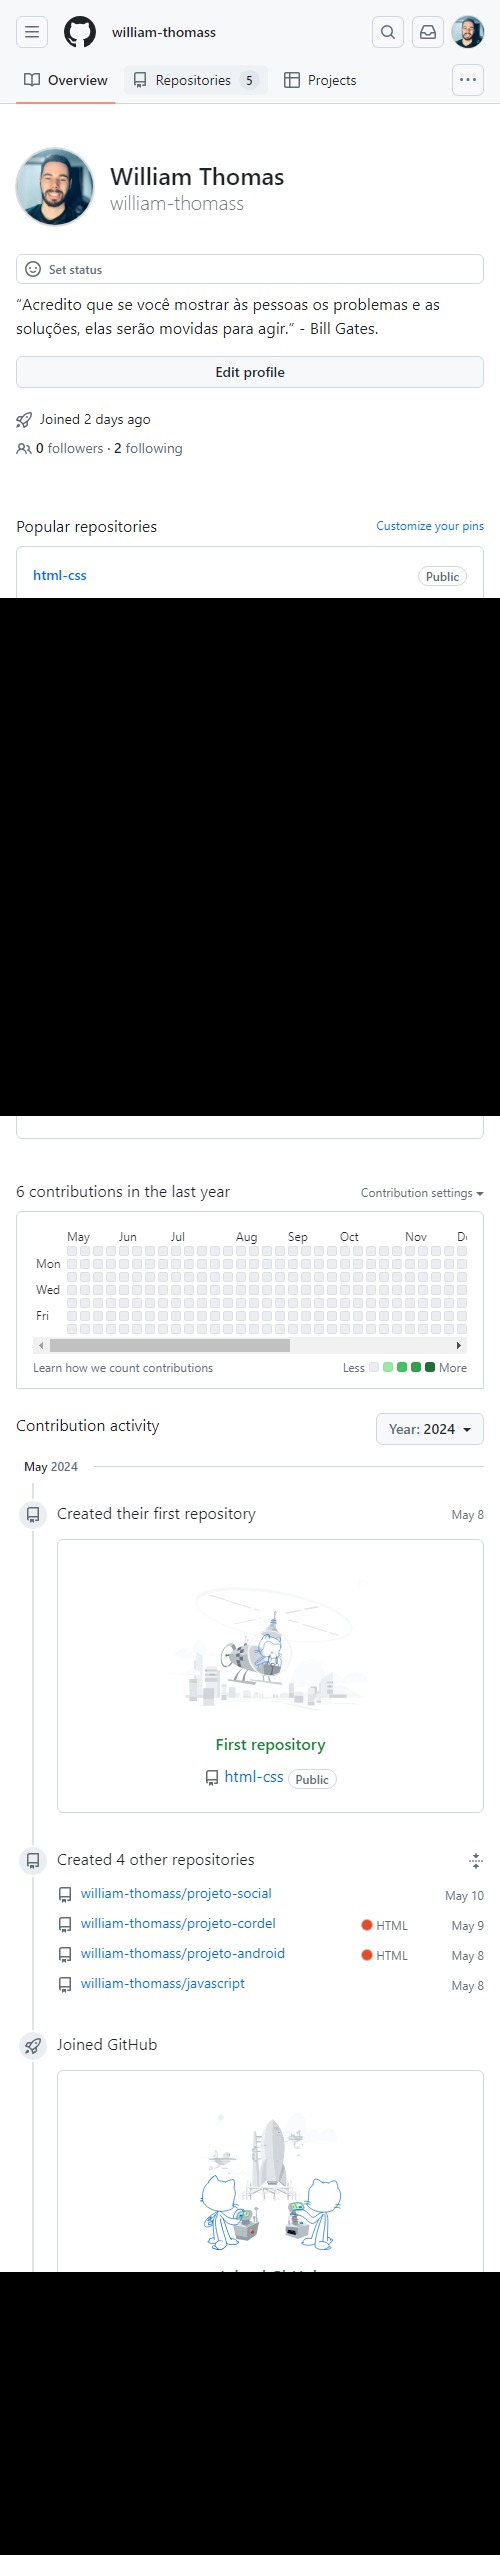 william-thomass
Overview
Repositories 5
Projects
William Thomas
william-thomass
Set status
“Acredito que se você mostrar às pessoas os problemas e as
soluções, elas serão movidas para agir.” - Bill Gates.
Edit profile
Joined 2 days ago
0 followers · 2 following
Popular repositories
Customize your pins
html-css
Public
6 contributions in the last year
Contribution settings
May Jun Jul Aug Sep Oct Nov
Mon
Wed
Fri
Learn how we count contributions
Less More
Contribution activity
Year: 2024
May 2024
Created their first repository
May 8
First repository
html-css Public
Created 4 other repositories
william-thomass/projeto-social May 10
william-thomass/projeto-cordel HTML May 9
william-thomass/projeto-android HTML May 8
william-thomass/javascript May 8
Joined GitHub